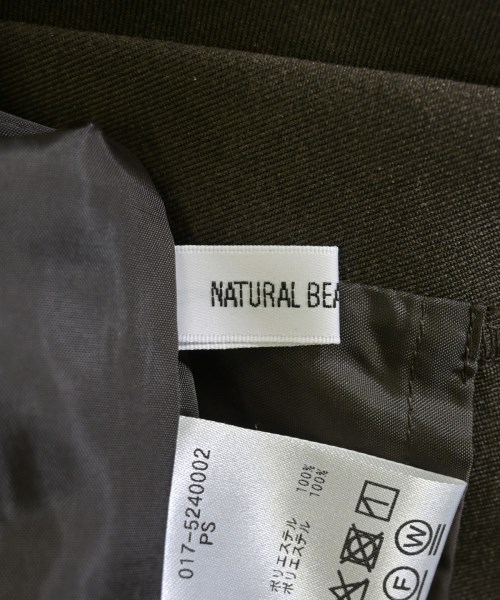 NATURAL BEA
017-5240002
PS
ポリエステル 100%
ポリエステル 100%
W
F